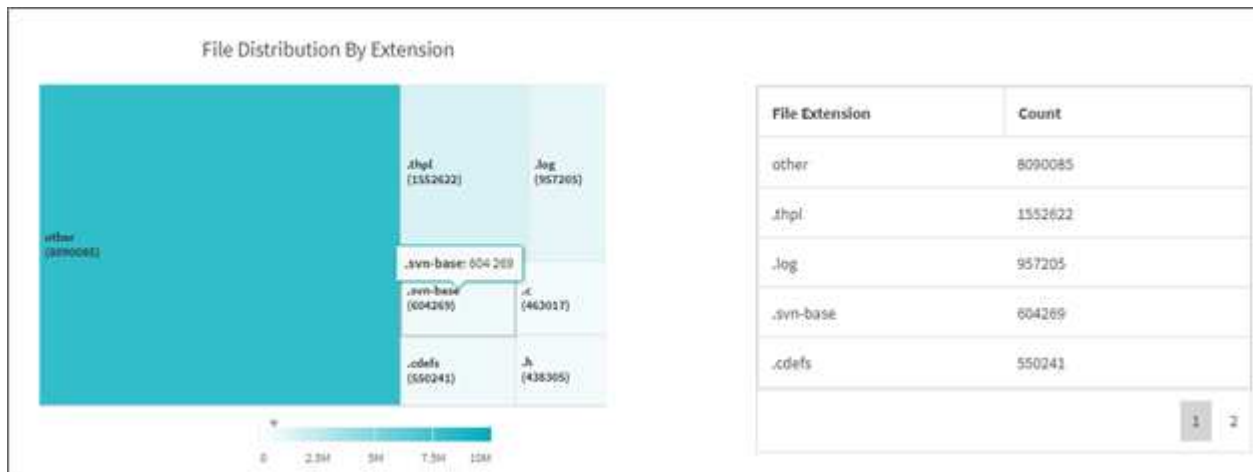 File Distribution By Extension
other
(8090085)
.thpl
(1552622)
.log
(957205)
.svn-base: 604 269
.svn-base
(604269)
.c
(463017)
.cdefs
(550241)
.h
(438305)
0 2.5M 5M 7.5M 10M
File Extension Count
other 8090085
.thpl 1552622
.log 957205
.svn-base 604269
.cdefs 550241
1 2